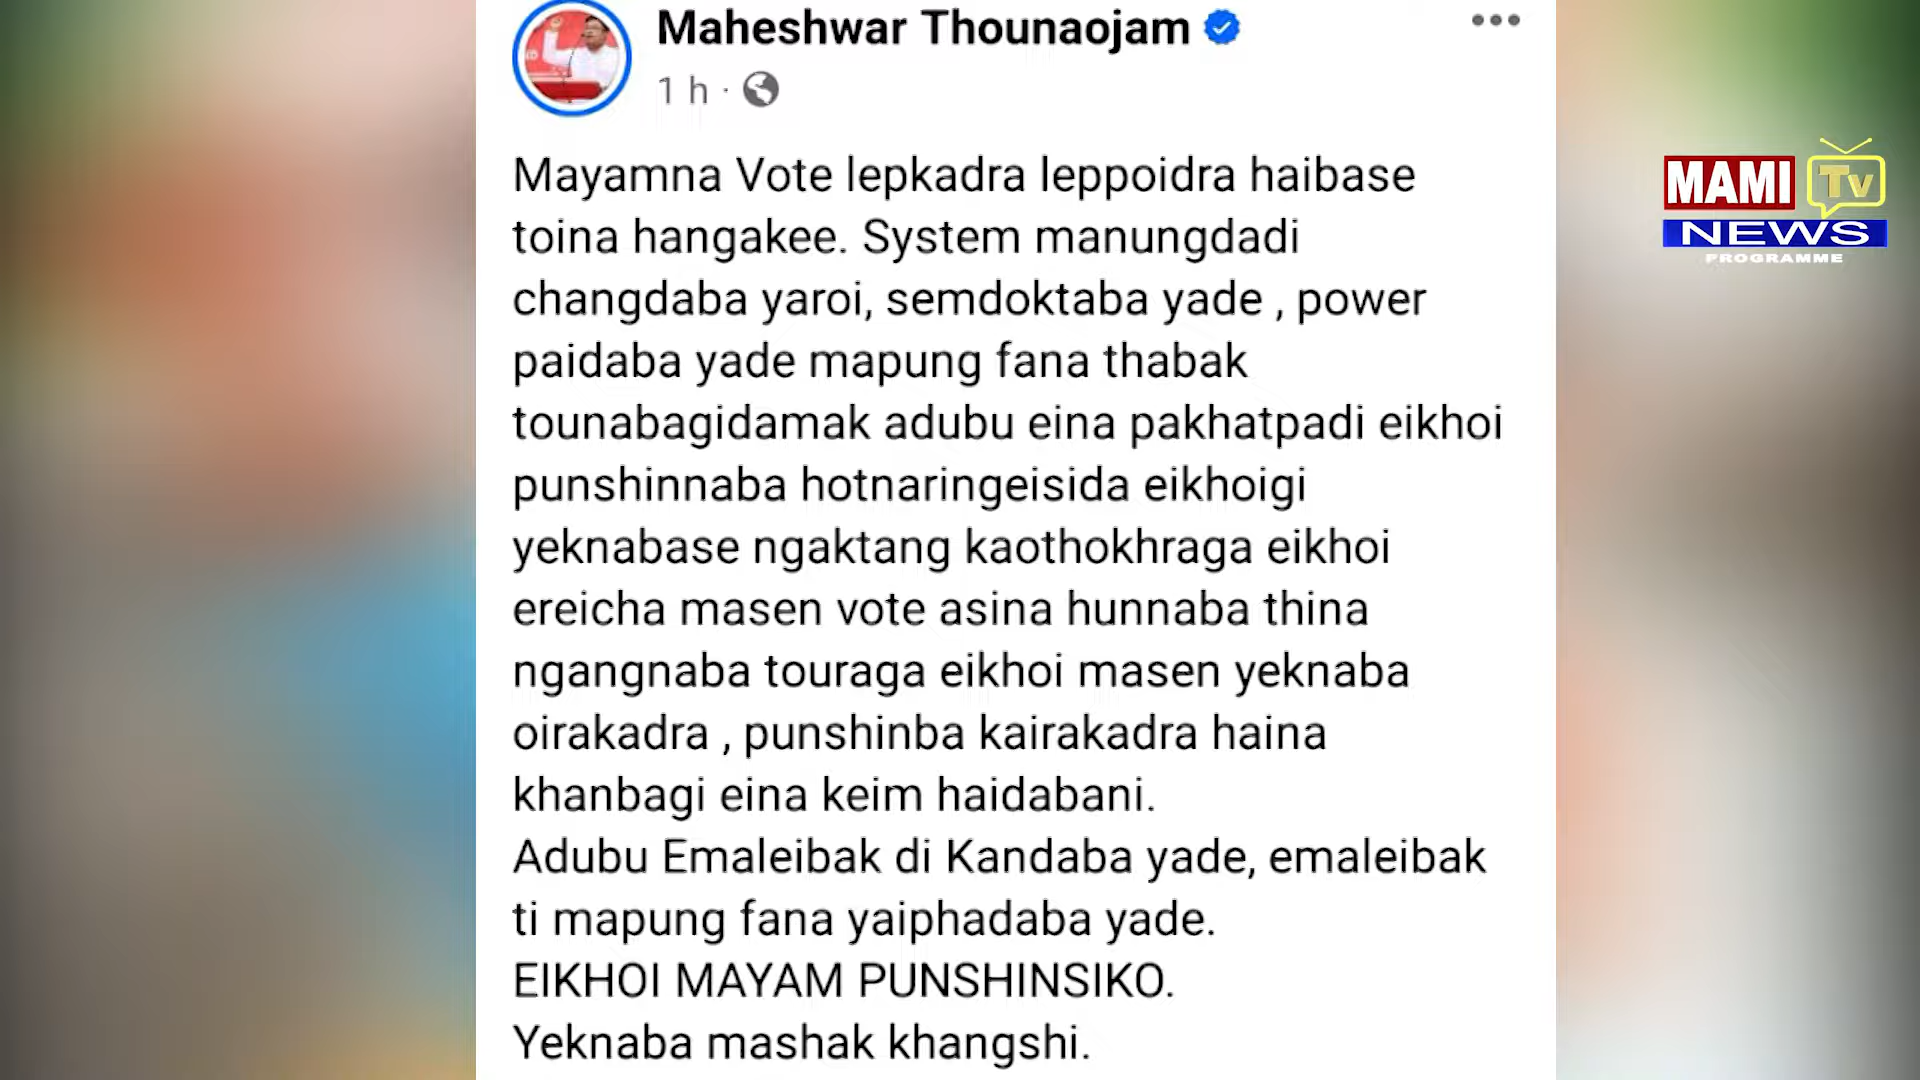 Maheshwar Thounaojam
1 h ·
Mayamna Vote lepkadra leppoidra haibase
toina hangakee. System manungdadi
changdaba yaroi, semdoktaba yade , power
paidaba yade mapung fana thabak
tounabagidamak adubu eina pakhatpadi eikhoi
punshinnaba hotnaringeisida eikhoigi
yeknabase ngaktang kaothokhraga eikhoi
ereicha masen vote asina hunnaba thina
ngangnaba touraga eikhoi masen yeknaba
oirakadra , punshinba kairakadra haina
khanbagi eina keim haidabani.
Adubu Emaleibak di Kandaba yade, emaleibak
ti mapung fana yaiphadaba yade.
EIKHOI MAYAM PUNSHINSIKO.
Yeknaba mashak khangshi.
MAMI Tv
NEWS
PROGRAMME